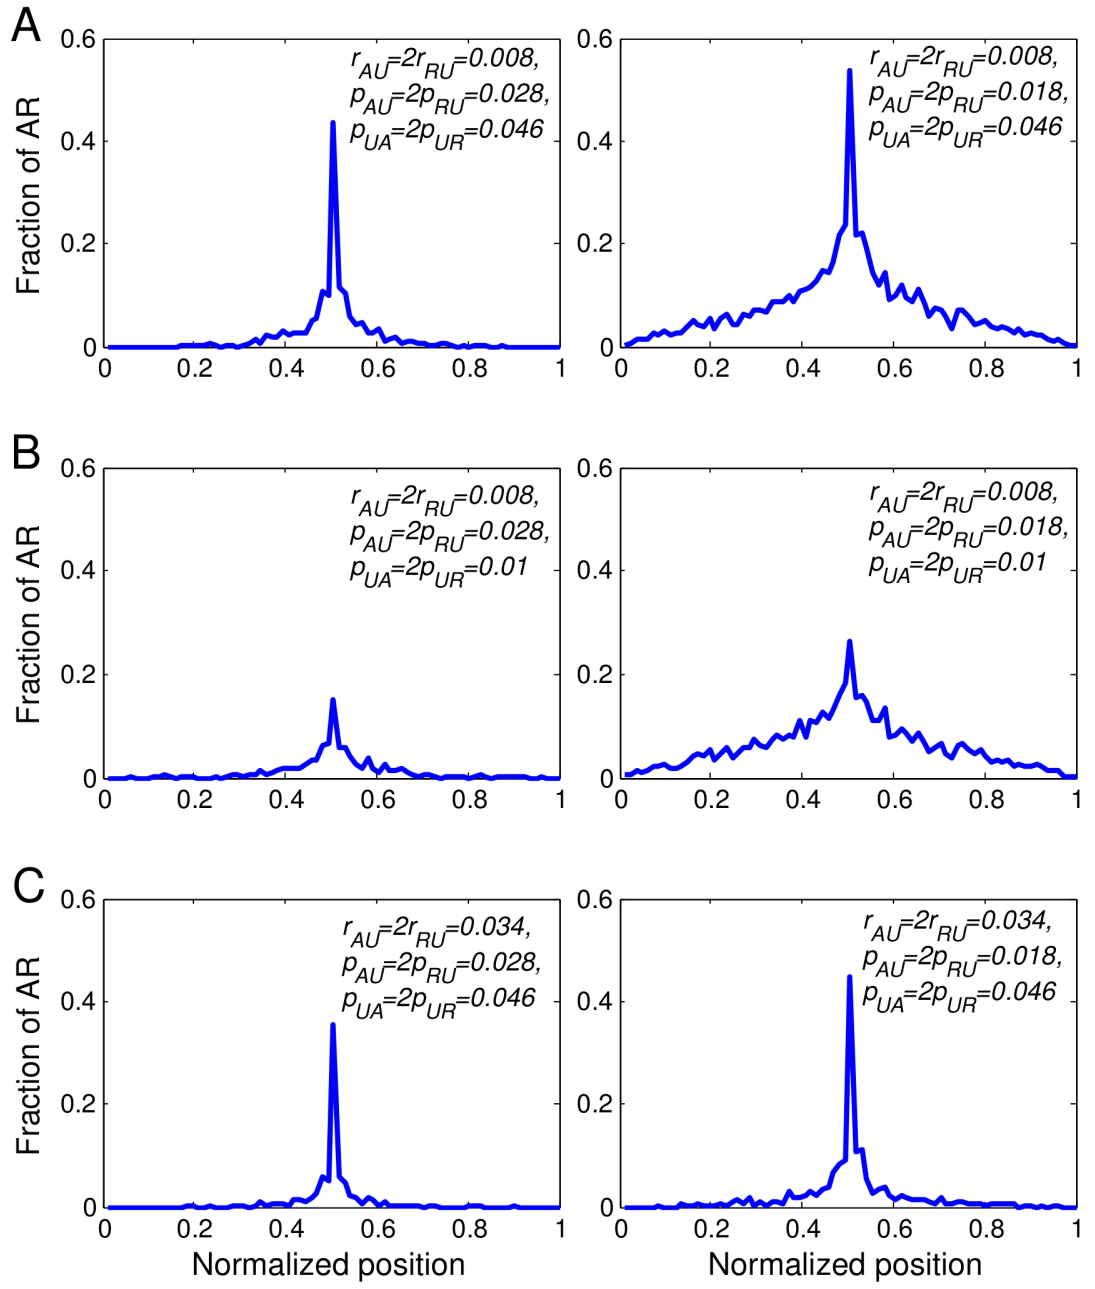 A
0.6
0.4
0.2
0
Fraction of AR
r_AU=2r_RU=0.008,
p_AU=2p_RU=0.028,
p_UA=2p_UR=0.046
0 0.2 0.4 0.6 0.8 1
0.6
0.4
0.2
0
r_AU=2r_RU=0.008,
p_AU=2p_RU=0.018,
p_UA=2p_UR=0.046
0 0.2 0.4 0.6 0.8 1
B
0.6
0.4
0.2
0
Fraction of AR
r_AU=2r_RU=0.008,
p_AU=2p_RU=0.028,
p_UA=2p_UR=0.01
0 0.2 0.4 0.6 0.8 1
0.6
0.4
0.2
0
r_AU=2r_RU=0.008,
p_AU=2p_RU=0.018,
p_UA=2p_UR=0.01
0 0.2 0.4 0.6 0.8 1
C
0.6
0.4
0.2
0
Fraction of AR
r_AU=2r_RU=0.034,
p_AU=2p_RU=0.028,
p_UA=2p_UR=0.046
0 0.2 0.4 0.6 0.8 1
Normalized position
0.6
0.4
0.2
0
r_AU=2r_RU=0.034,
p_AU=2p_RU=0.018,
p_UA=2p_UR=0.046
0 0.2 0.4 0.6 0.8 1
Normalized position